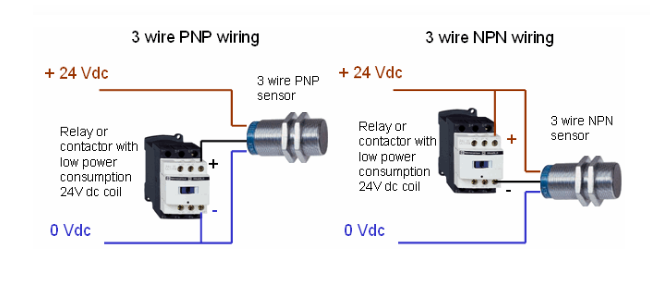 3 wire PNP wiring
+ 24 Vdc
3 wire PNP
sensor
Relay or
contactor with
low power
consumption
24V dc coil
+
-
0 Vdc
3 wire NPN wiring
+ 24 Vdc
3 wire NPN
sensor
Relay or
contactor with
low power
consumption
24V dc coil
+
-
0 Vdc